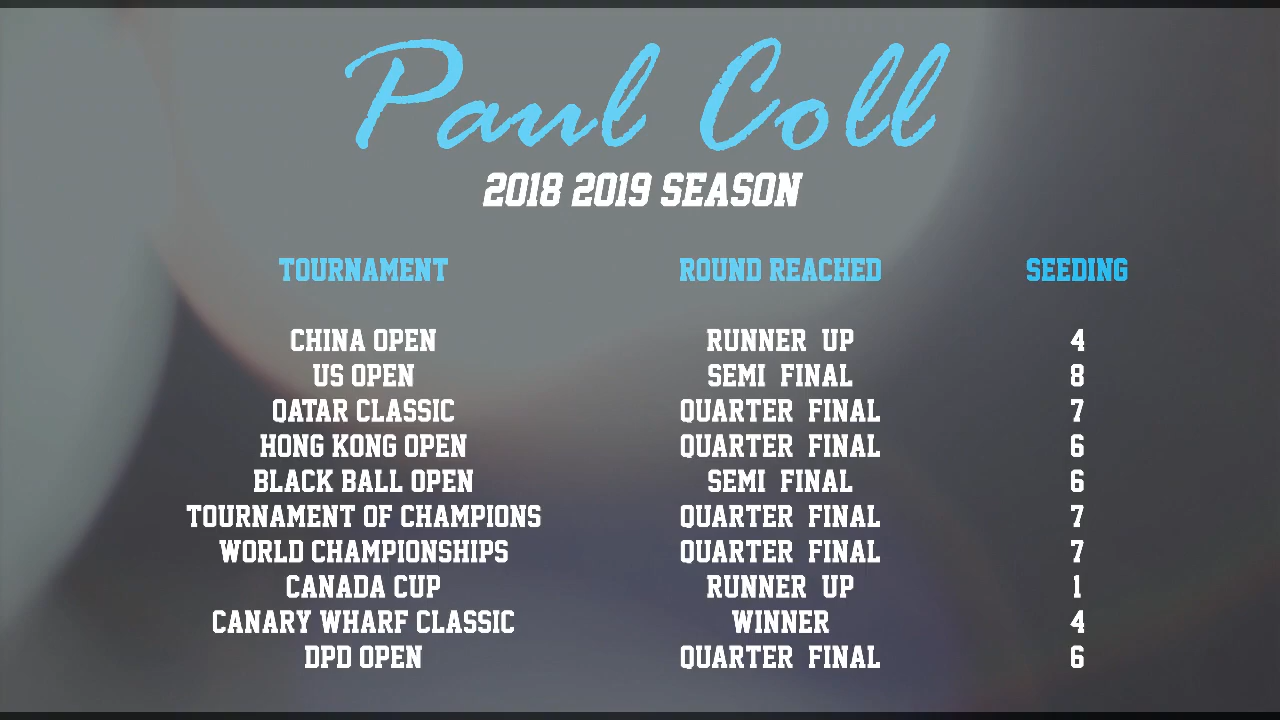 Paul Coll
2018 2019 SEASON
TOURNAMENT ROUND REACHED SEEDING
CHINA OPEN RUNNER UP 4
US OPEN SEMI FINAL 8
QATAR CLASSIC QUARTER FINAL 7
HONG KONG OPEN QUARTER FINAL 6
BLACK BALL OPEN SEMI FINAL 6
TOURNAMENT OF CHAMPIONS QUARTER FINAL 7
WORLD CHAMPIONSHIPS QUARTER FINAL 7
CANADA CUP RUNNER UP 1
CANARY WHARF CLASSIC WINNER 4
DPD OPEN QUARTER FINAL 6